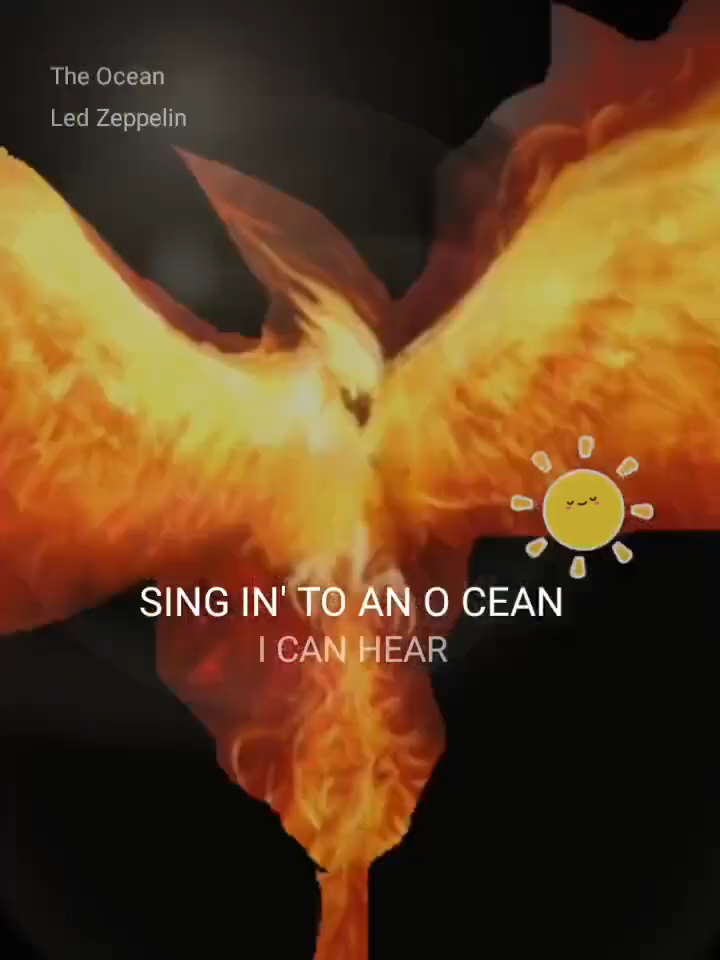 The Ocean
Led Zeppelin
SING IN' TO AN O CEAN
I CAN HEAR